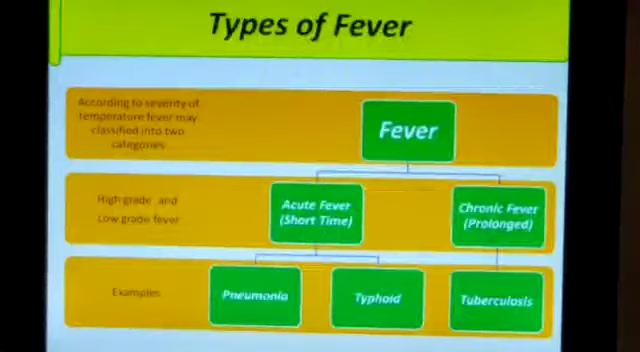 Types of Fever
According to severity of
temperature fever may
classified into two
categories
Fever
High grade and
Low grade fever
Acute Fever
(Short Time)
Chronic Fever
(Prolonged)
Examples
Pneumonia
Typhoid
Tuberculosis